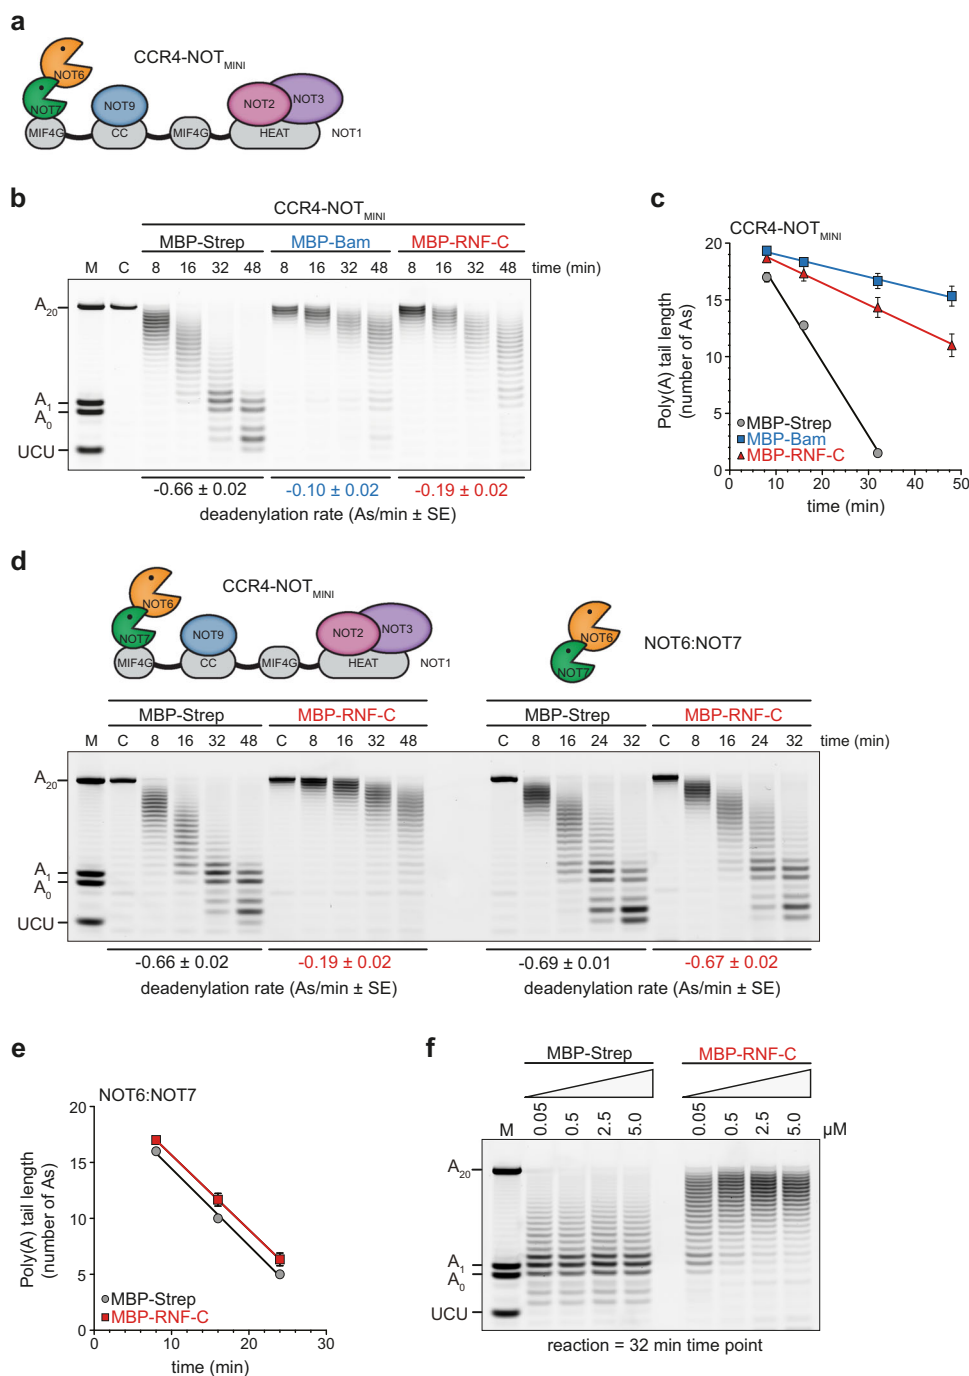 a
CCR4-NOT MINI
NOT6
NOT7 NOT9 NOT2 NOT3
MIF4G CC MIF4G HEAT NOT1
b
CCR4-NOT MINI
MBP-Strep MBP-Bam MBP-RNF-C
M C 8 16 32 48 8 16 32 48 8 16 32 48 time (min)
A20
A1
A0
UCU
-0.66 ± 0.02 -0.10 ± 0.02 -0.19 ± 0.02
deadenylation rate (As/min ± SE)
c
CCR4-NOT MINI
Poly(A) tail length
(number of As)
20
15
10
5
0
MBP-Strep
MBP-Bam
MBP-RNF-C
0 10 20 30 40 50
time (min)
d
CCR4-NOT MINI
NOT6
NOT7 NOT9 NOT2 NOT3
MIF4G CC MIF4G HEAT NOT1
NOT6
NOT7
NOT6:NOT7
MBP-Strep MBP-RNF-C MBP-Strep MBP-RNF-C
M C 8 16 32 48 C 8 16 32 48 C 8 16 24 32 C 8 16 24 32 time (min)
A20
A1
A0
UCU
-0.66 ± 0.02 -0.19 ± 0.02 -0.69 ± 0.01 -0.67 ± 0.02
deadenylation rate (As/min ± SE) deadenylation rate (As/min ± SE)
e
NOT6:NOT7
Poly(A) tail length
(number of As)
20
15
10
5
0
MBP-Strep
MBP-RNF-C
0 10 20 30
time (min)
f
MBP-Strep MBP-RNF-C
M 0.05 0.5 2.5 5.0 0.05 0.5 2.5 5.0 µM
A20
A1
A0
UCU
reaction = 32 min time point